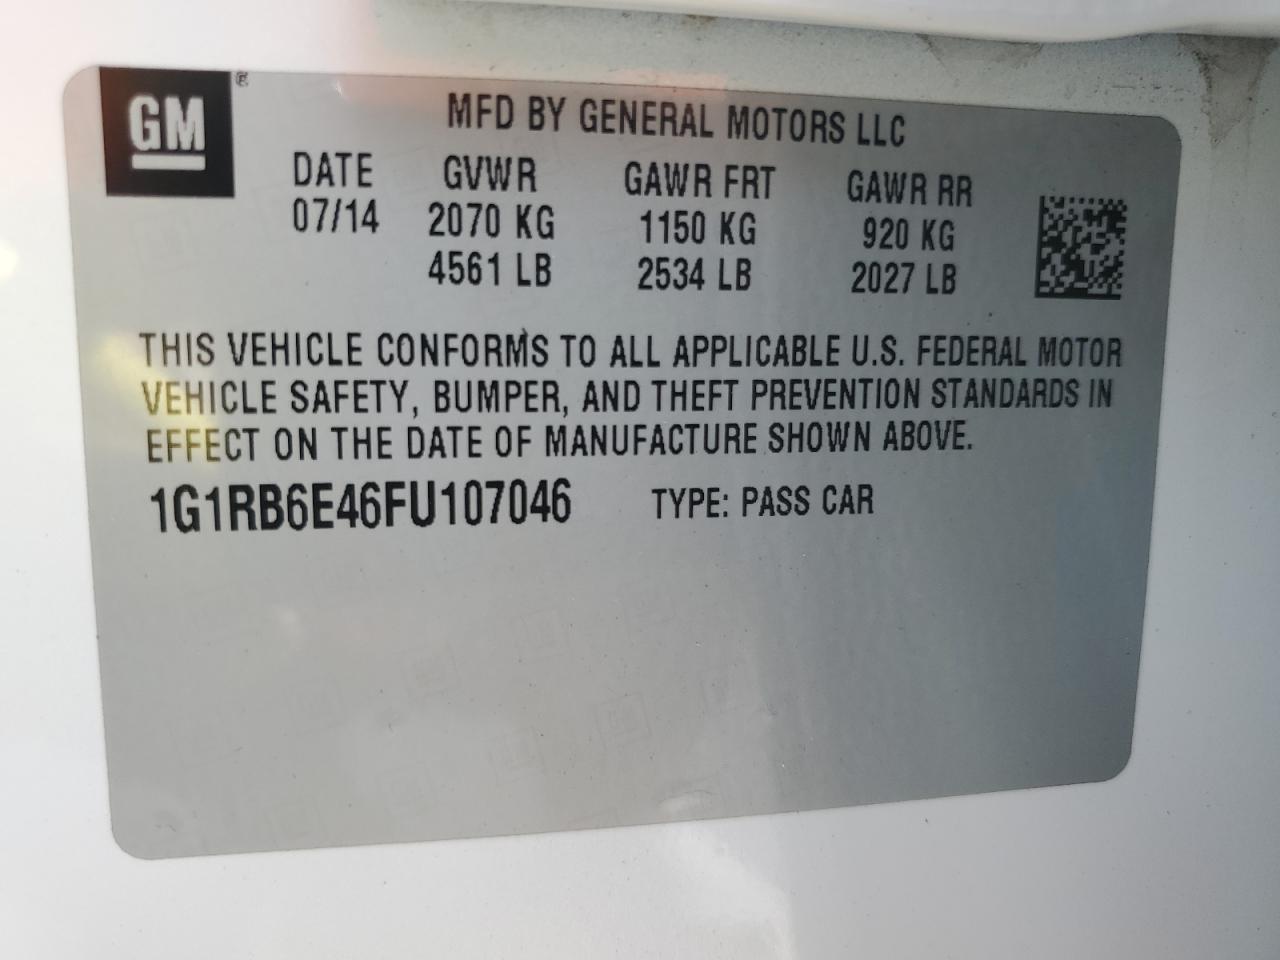 GM®
MFD BY GENERAL MOTORS LLC
DATE GVWR GAWR FRT GAWR RR
07/14 2070 KG 1150 KG 920 KG
4561 LB 2534 LB 2027 LB
THIS VEHICLE CONFORMS TO ALL APPLICABLE U.S. FEDERAL MOTOR
VEHICLE SAFETY, BUMPER, AND THEFT PREVENTION STANDARDS IN
EFFECT ON THE DATE OF MANUFACTURE SHOWN ABOVE.
1G1RB6E46FU107046 TYPE: PASS CAR